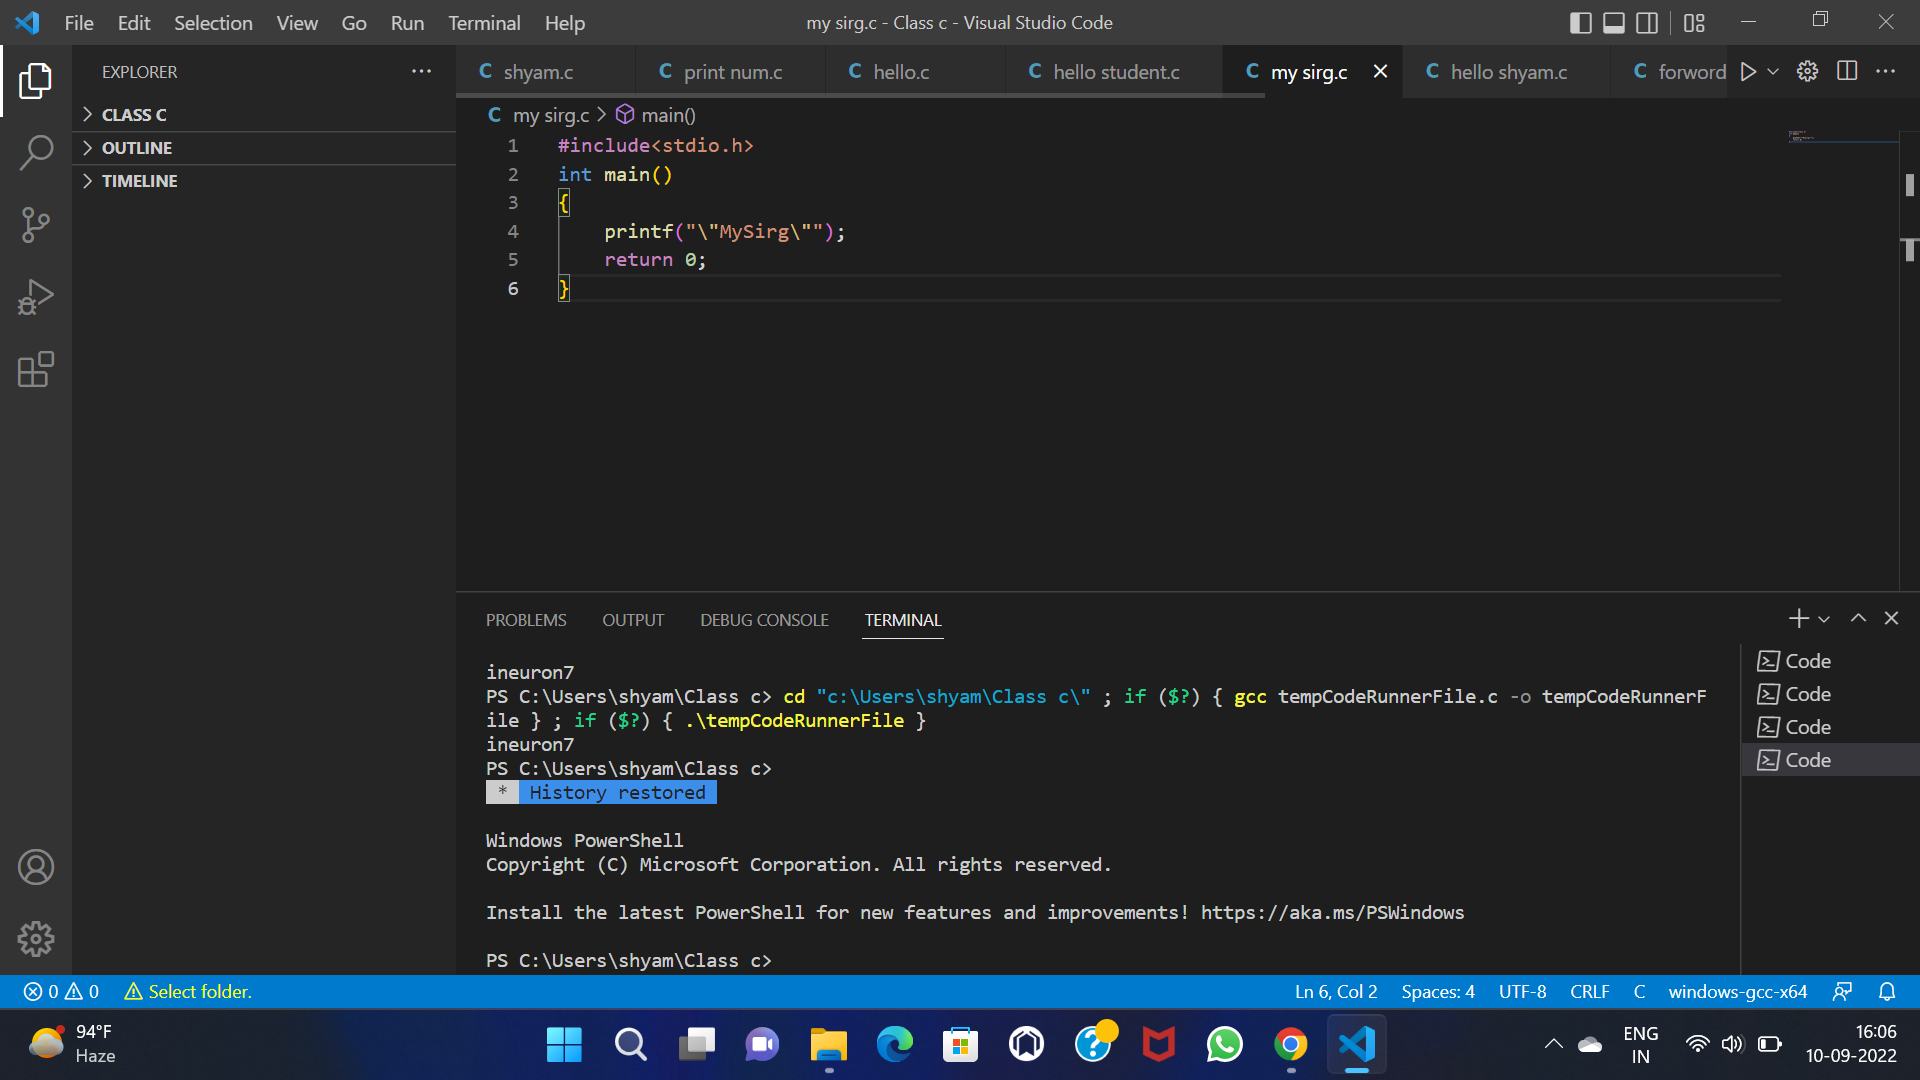 File Edit Selection View Go Run Terminal Help
my sirg.c - Class c - Visual Studio Code
EXPLORER
CLASS C
OUTLINE
TIMELINE
shyam.c
print num.c
hello.c
hello student.c
my sirg.c
hello shyam.c
forword
my sirg.c > main()
1 #include<stdio.h>
2 int main()
3 {
4 printf("\"MySirg\"");
5 return 0;
6 }
PROBLEMS OUTPUT DEBUG CONSOLE TERMINAL
ineuron7
PS C:\Users\shyam\Class c> cd "c:\Users\shyam\Class c\" ; if ($?) { gcc tempCodeRunnerFile.c -o tempCodeRunnerF
ile } ; if ($?) { .\tempCodeRunnerFile }
ineuron7
PS C:\Users\shyam\Class c>
* History restored
Windows PowerShell
Copyright (C) Microsoft Corporation. All rights reserved.
Install the latest PowerShell for new features and improvements! https://aka.ms/PSWindows
PS C:\Users\shyam\Class c>
Code
Code
Code
Code
0 0 Select folder.
Ln 6, Col 2 Spaces: 4 UTF-8 CRLF C windows-gcc-x64
94°F
Haze
ENG
IN
16:06
10-09-2022